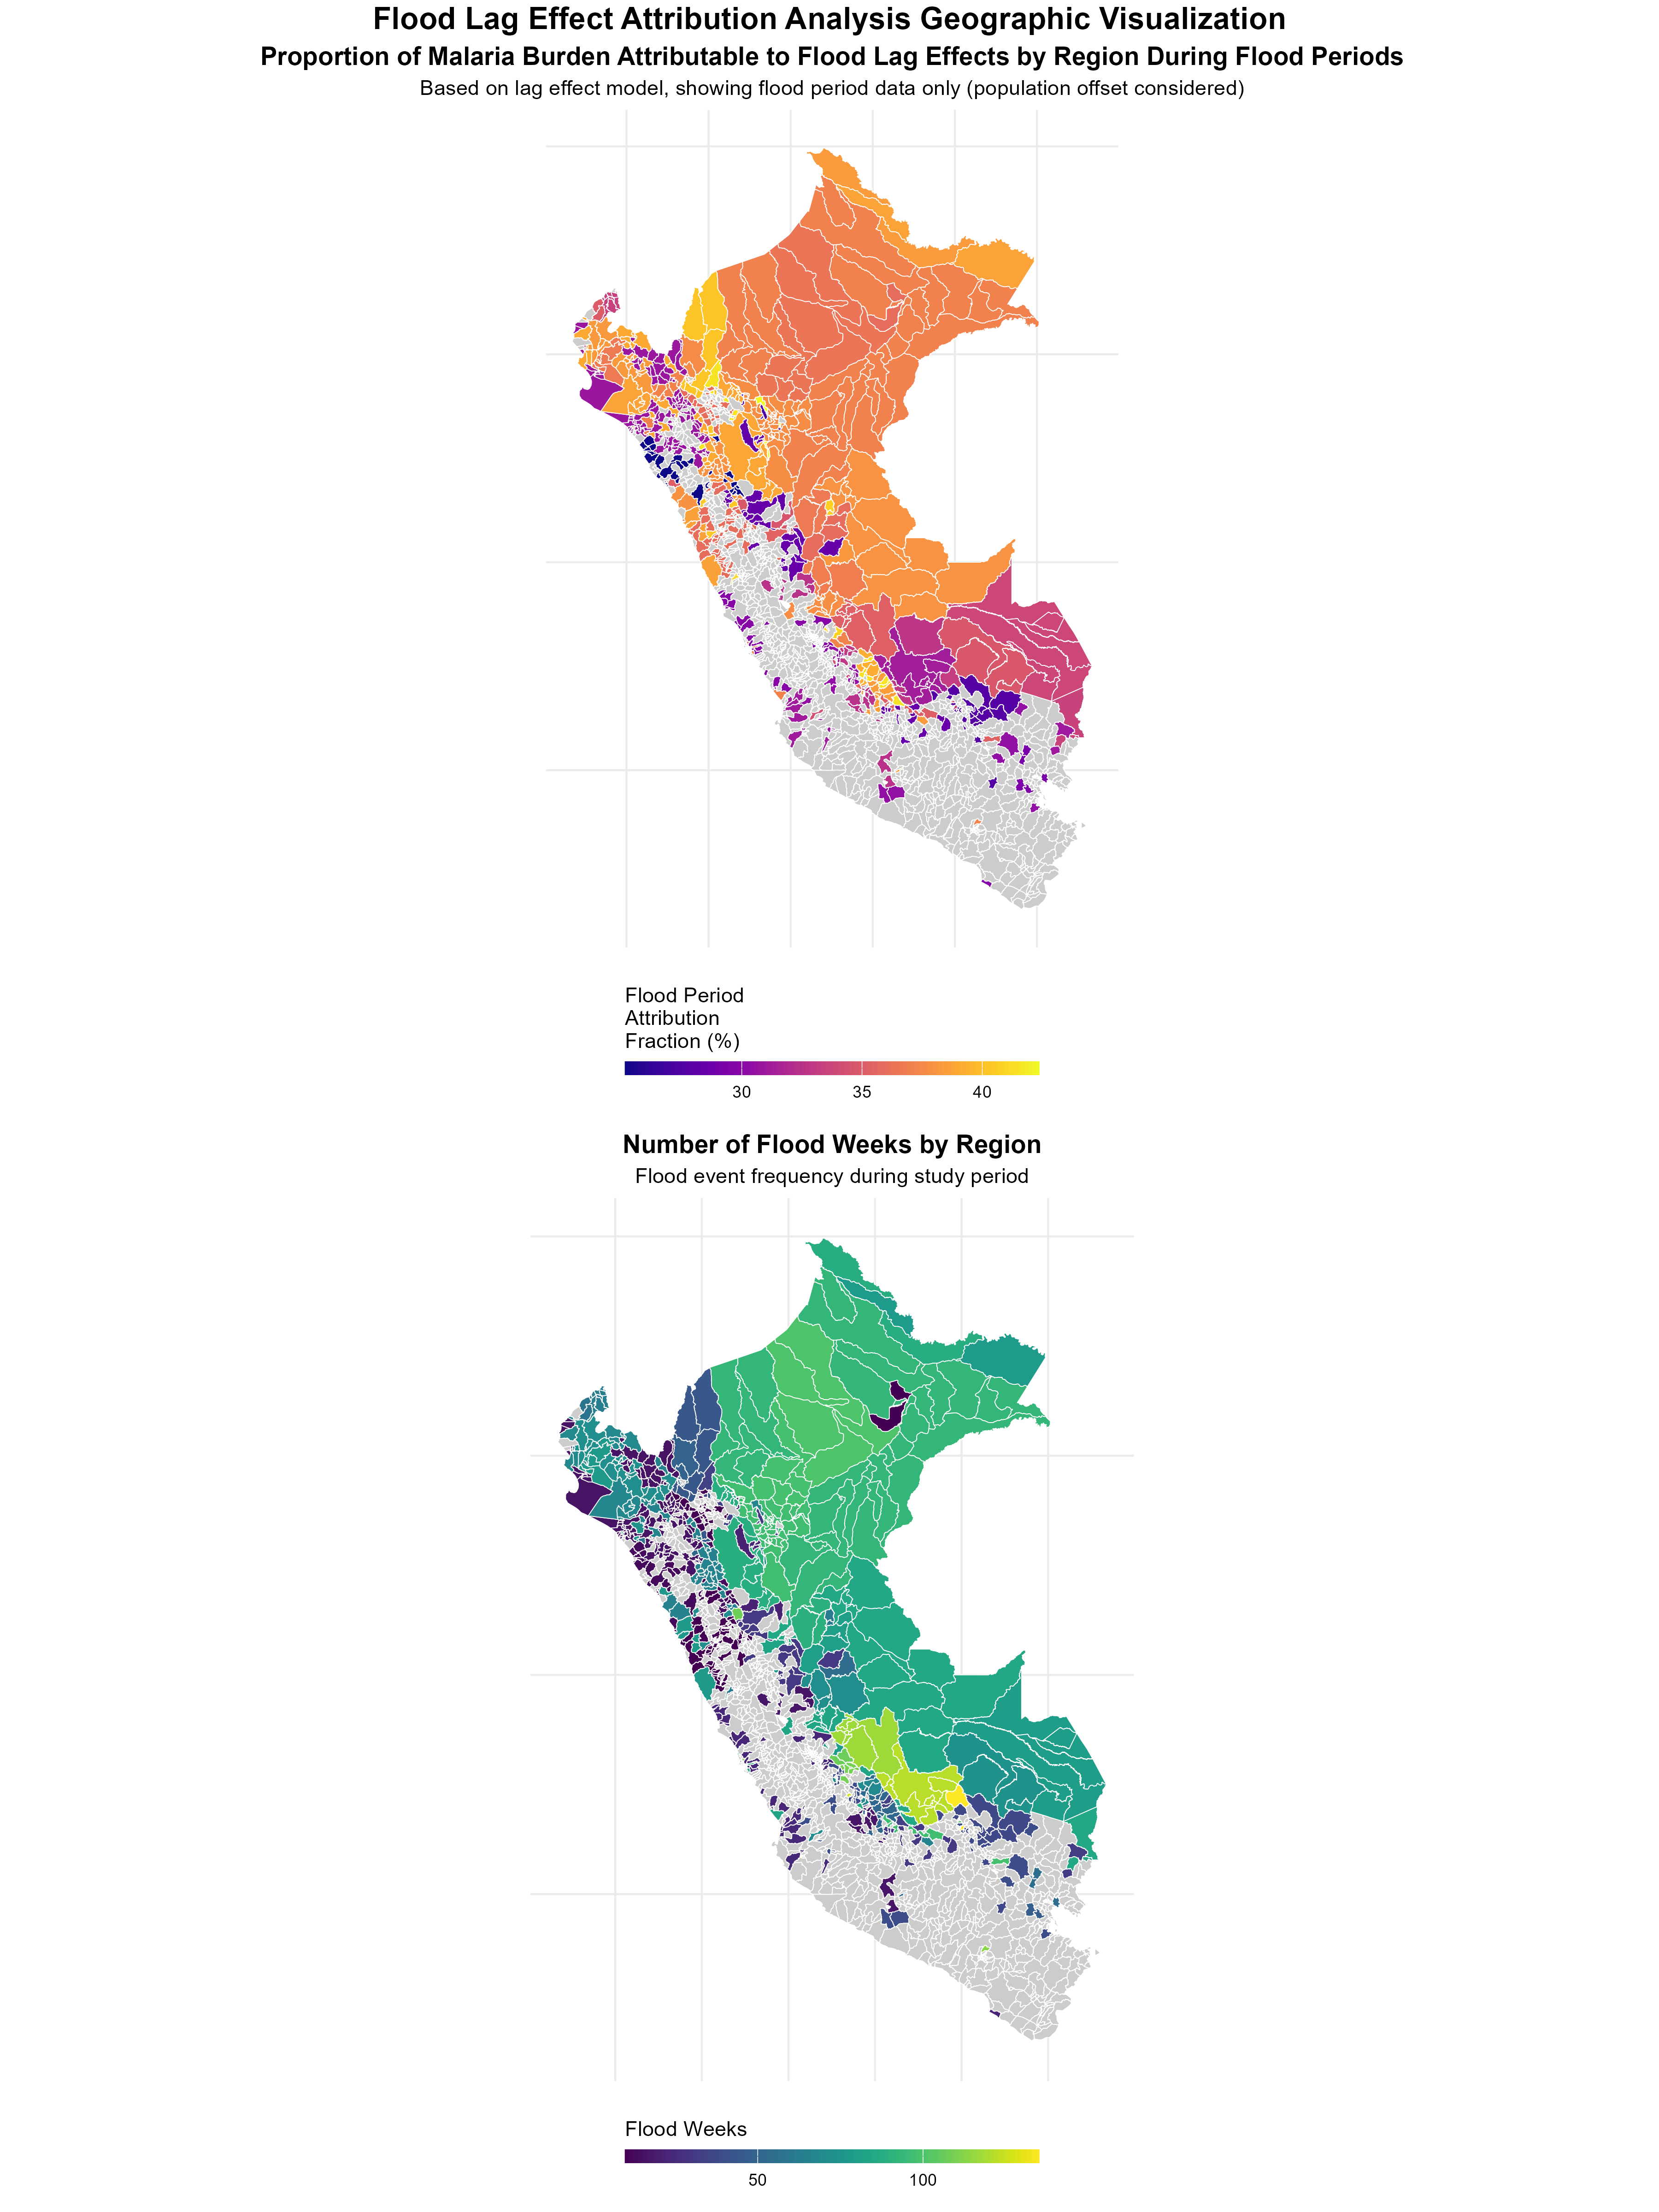 Flood Lag Effect Attribution Analysis Geographic Visualization
Proportion of Malaria Burden Attributable to Flood Lag Effects by Region During Flood Periods
Based on lag effect model, showing flood period data only (population offset considered)
Flood Period
Attribution
Fraction (%)
30 35 40
Number of Flood Weeks by Region
Flood event frequency during study period
Flood Weeks
50 100